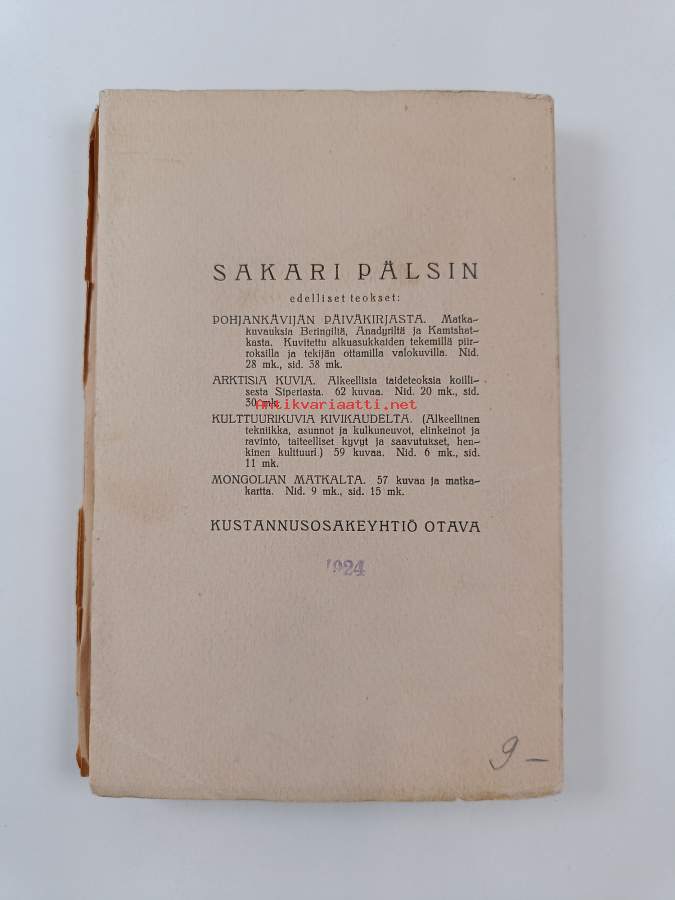 SAKARI PÄLSIN
edelliset teokset:
POHJANKÄVIJÄN PÄIVÄKIRJASTA. Matka-
kuvauksia Beringiltä, Anadyriltä ja Kamtshat-
kasta. Kuvitettu alkuasukkaiden tekemillä piir-
roksilla ja tekijän ottamilla valokuvilla. Nid.
28 mk., sid. 38 mk.
ARKTISIA KUVIA. Alkeellisia taideteoksia koilli-
sesta Siperiasta. 62 kuvaa. Nid. 20 mk., sid.
30 mk.
Antikvariaatti.net
KULTTUURIKUVIA KIVIKAUDELTA. (Alkeellinen
tekniikka, asunnot ja kulkuneuvot, elinkeinot ja
ravinto, taiteelliset kyvyt ja saavutukset, hen-
kinen kulttuuri.) 59 kuvaa. Nid. 6 mk., sid.
11 mk.
MONGOLIAN MATKALTA. 57 kuvaa ja matka-
kartta. Nid. 9 mk., sid. 15 mk.
KUSTANNUSOSAKEYHTIÖ OTAVA
1924
9 –